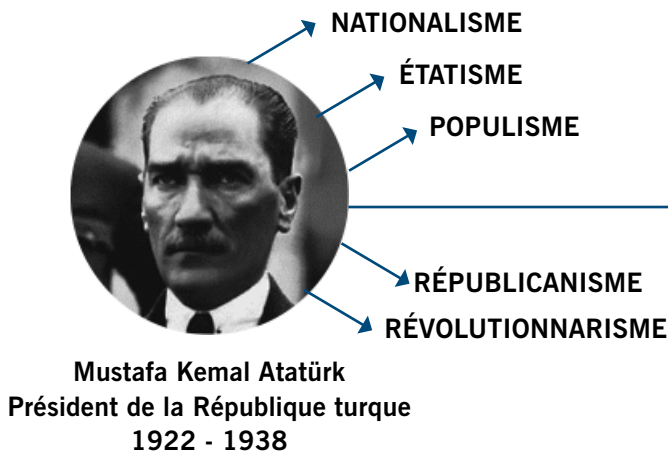 NATIONALISME
ÉTATISME
POPULISME
RÉPUBLICANISME
RÉVOLUTIONNARISME
Mustafa Kemal Atatürk
Président de la République turque
1922 - 1938